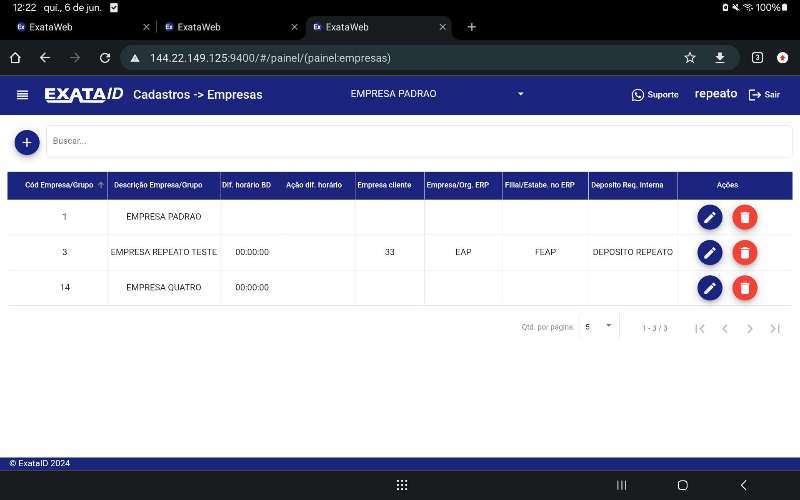 12:22 qui., 6 de jun. 100%
ExataWeb ExataWeb ExataWeb
144.22.149.125:9400/#/painel/(painel:empresas) 3
EXATA ID Cadastros -> Empresas EMPRESA PADRAO Suporte repeato Sair
+ Buscar...
Cód Empresa/Grupo Descrição Empresa/Grupo Dif. horário BD Ação dif. horário Empresa cliente Empresa/Org. ERP Filial/Estabe. no ERP Deposito Req. Interna Ações
1 EMPRESA PADRAO
3 EMPRESA REPEATO TESTE 00:00:00 33 EAP FEAP DEPOSITO REPEATO
14 EMPRESA QUATRO 00:00:00
Qtd. por página: 5 1 - 3 / 3
© ExataID 2024